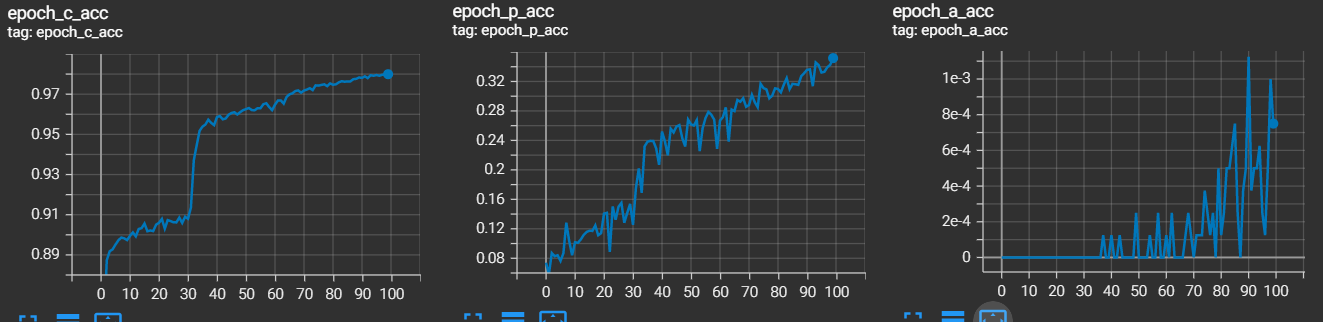 epoch_c_acc
tag: epoch_c_acc
0.97
0.95
0.93
0.91
0.89
0 10 20 30 40 50 60 70 80 90 100
epoch_p_acc
tag: epoch_p_acc
0.32
0.28
0.24
0.2
0.16
0.12
0.08
0 10 20 30 40 50 60 70 80 90 100
epoch_a_acc
tag: epoch_a_acc
1e-3
8e-4
6e-4
4e-4
2e-4
0
0 10 20 30 40 50 60 70 80 90 100